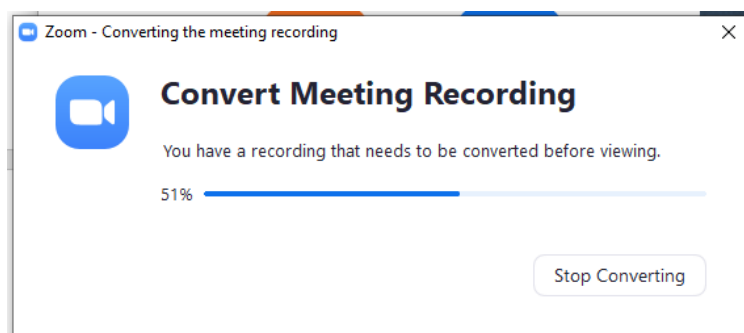 Zoom - Converting the meeting recording
Convert Meeting Recording
You have a recording that needs to be converted before viewing.
51%
Stop Converting